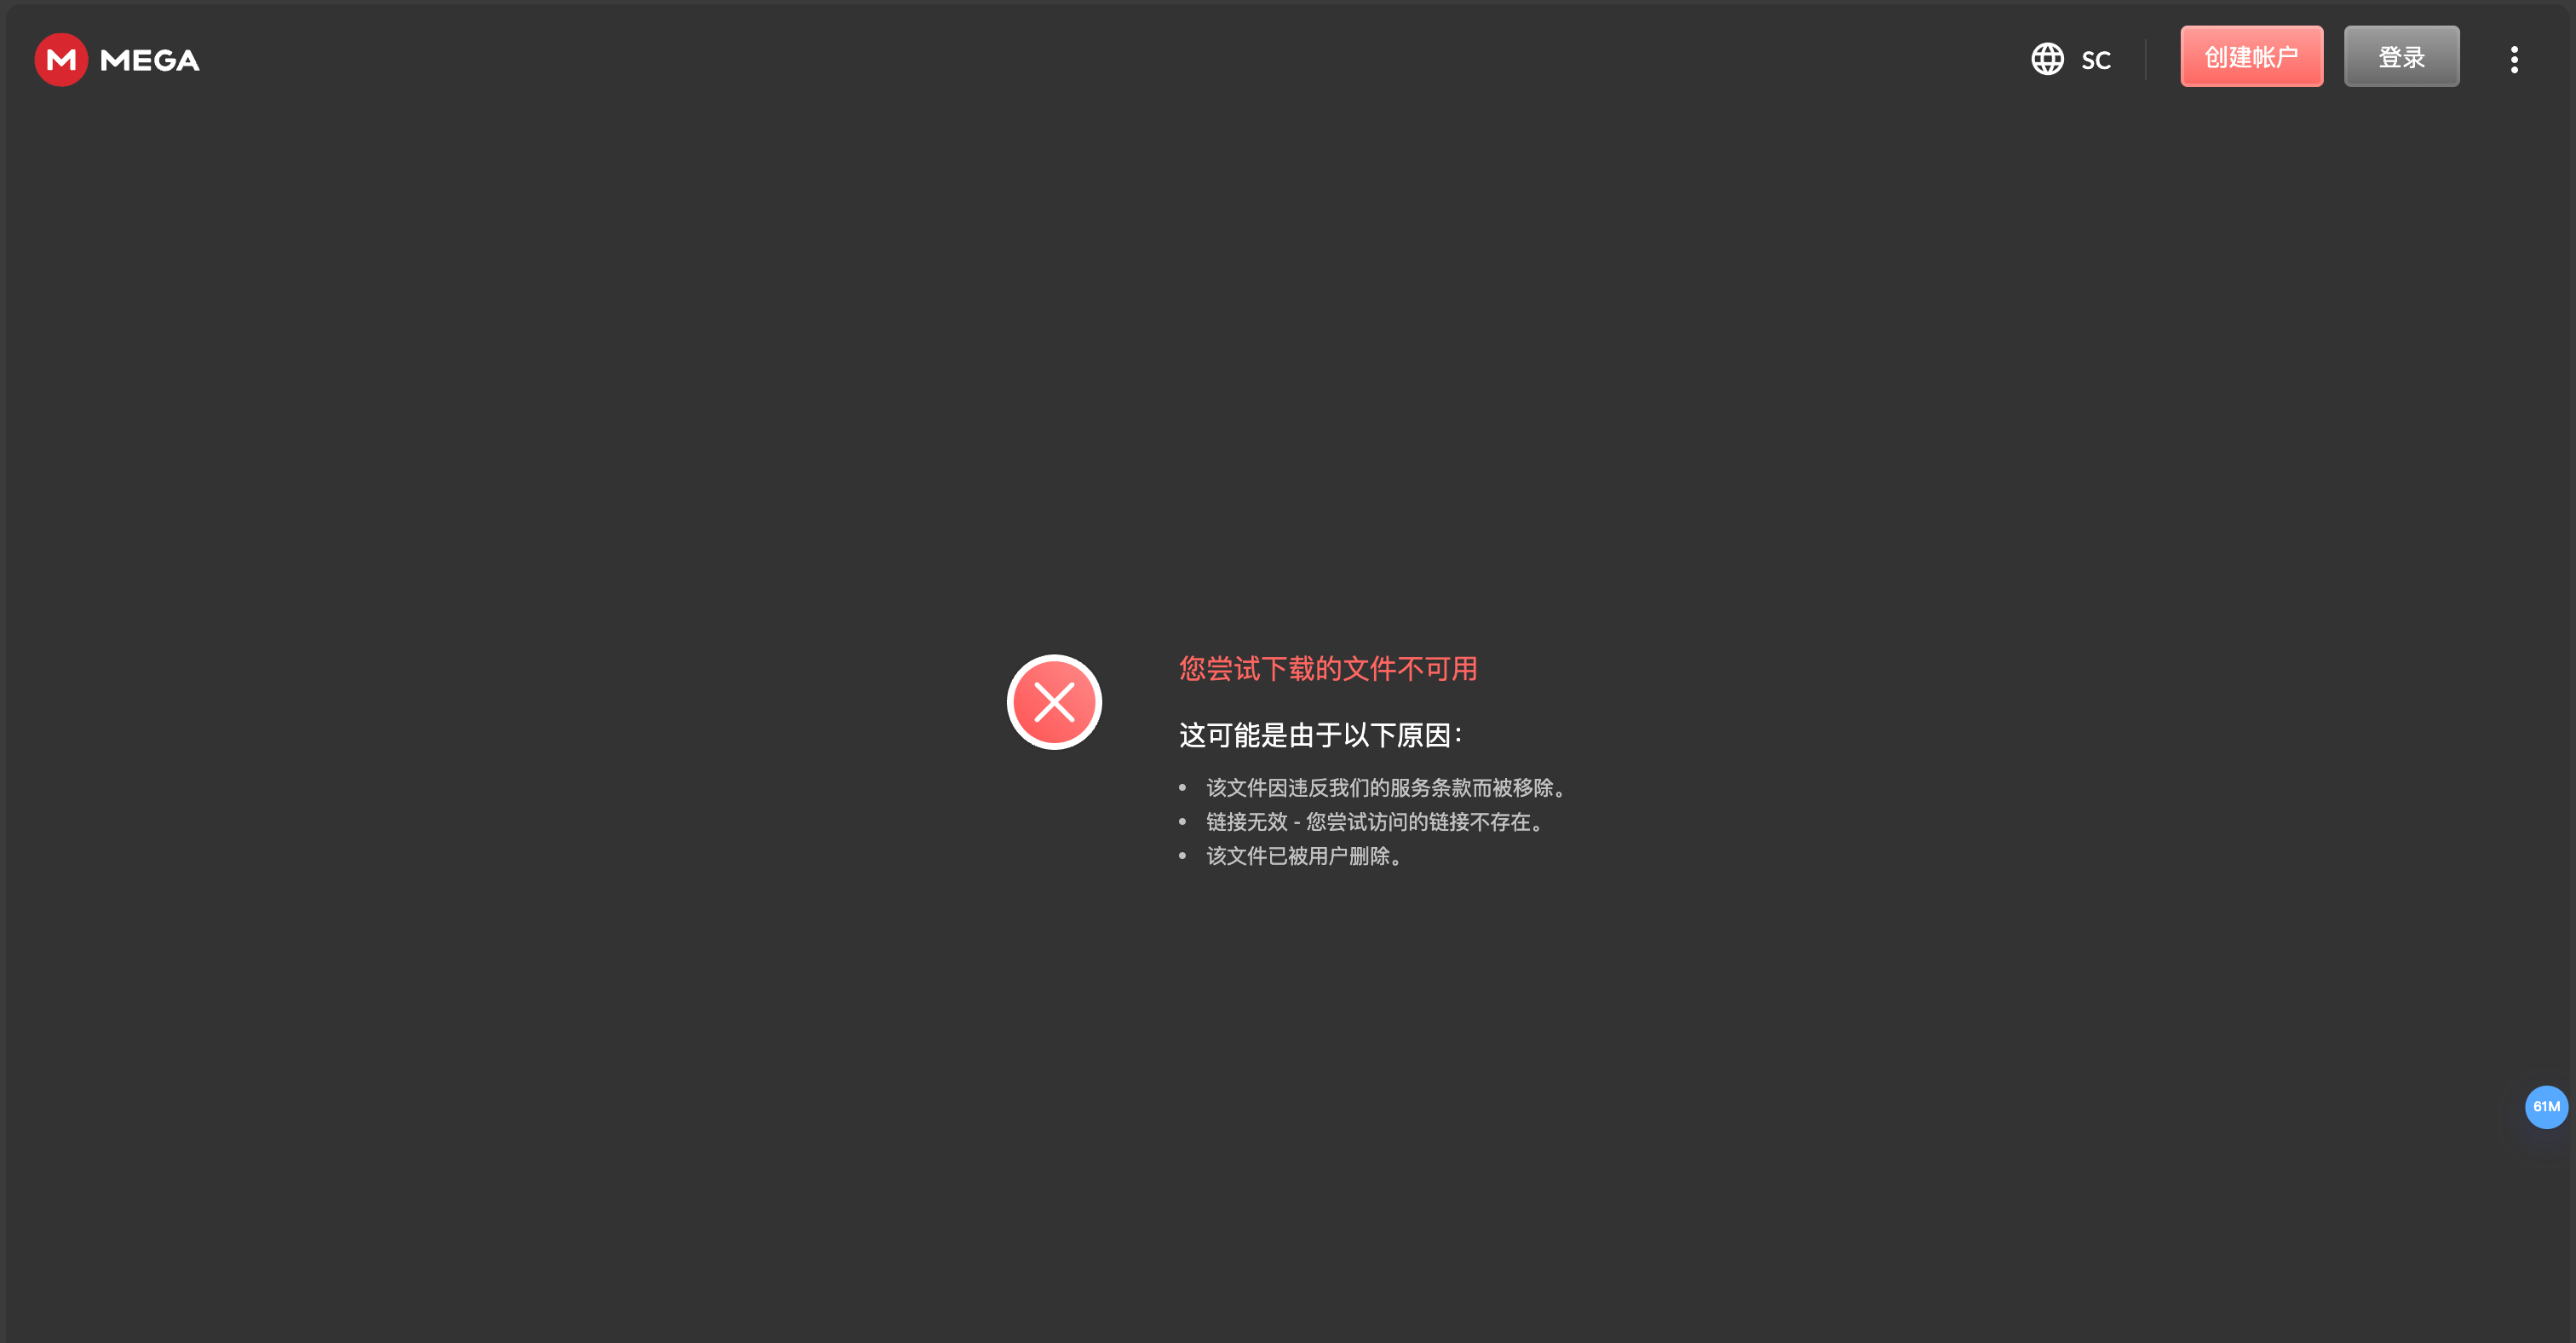 MEGA
SC
创建帐户
登录
您尝试下载的文件不可用
这可能是由于以下原因：
该文件因违反我们的服务条款而被移除。
链接无效 - 您尝试访问的链接不存在。
该文件已被用户删除。
61M